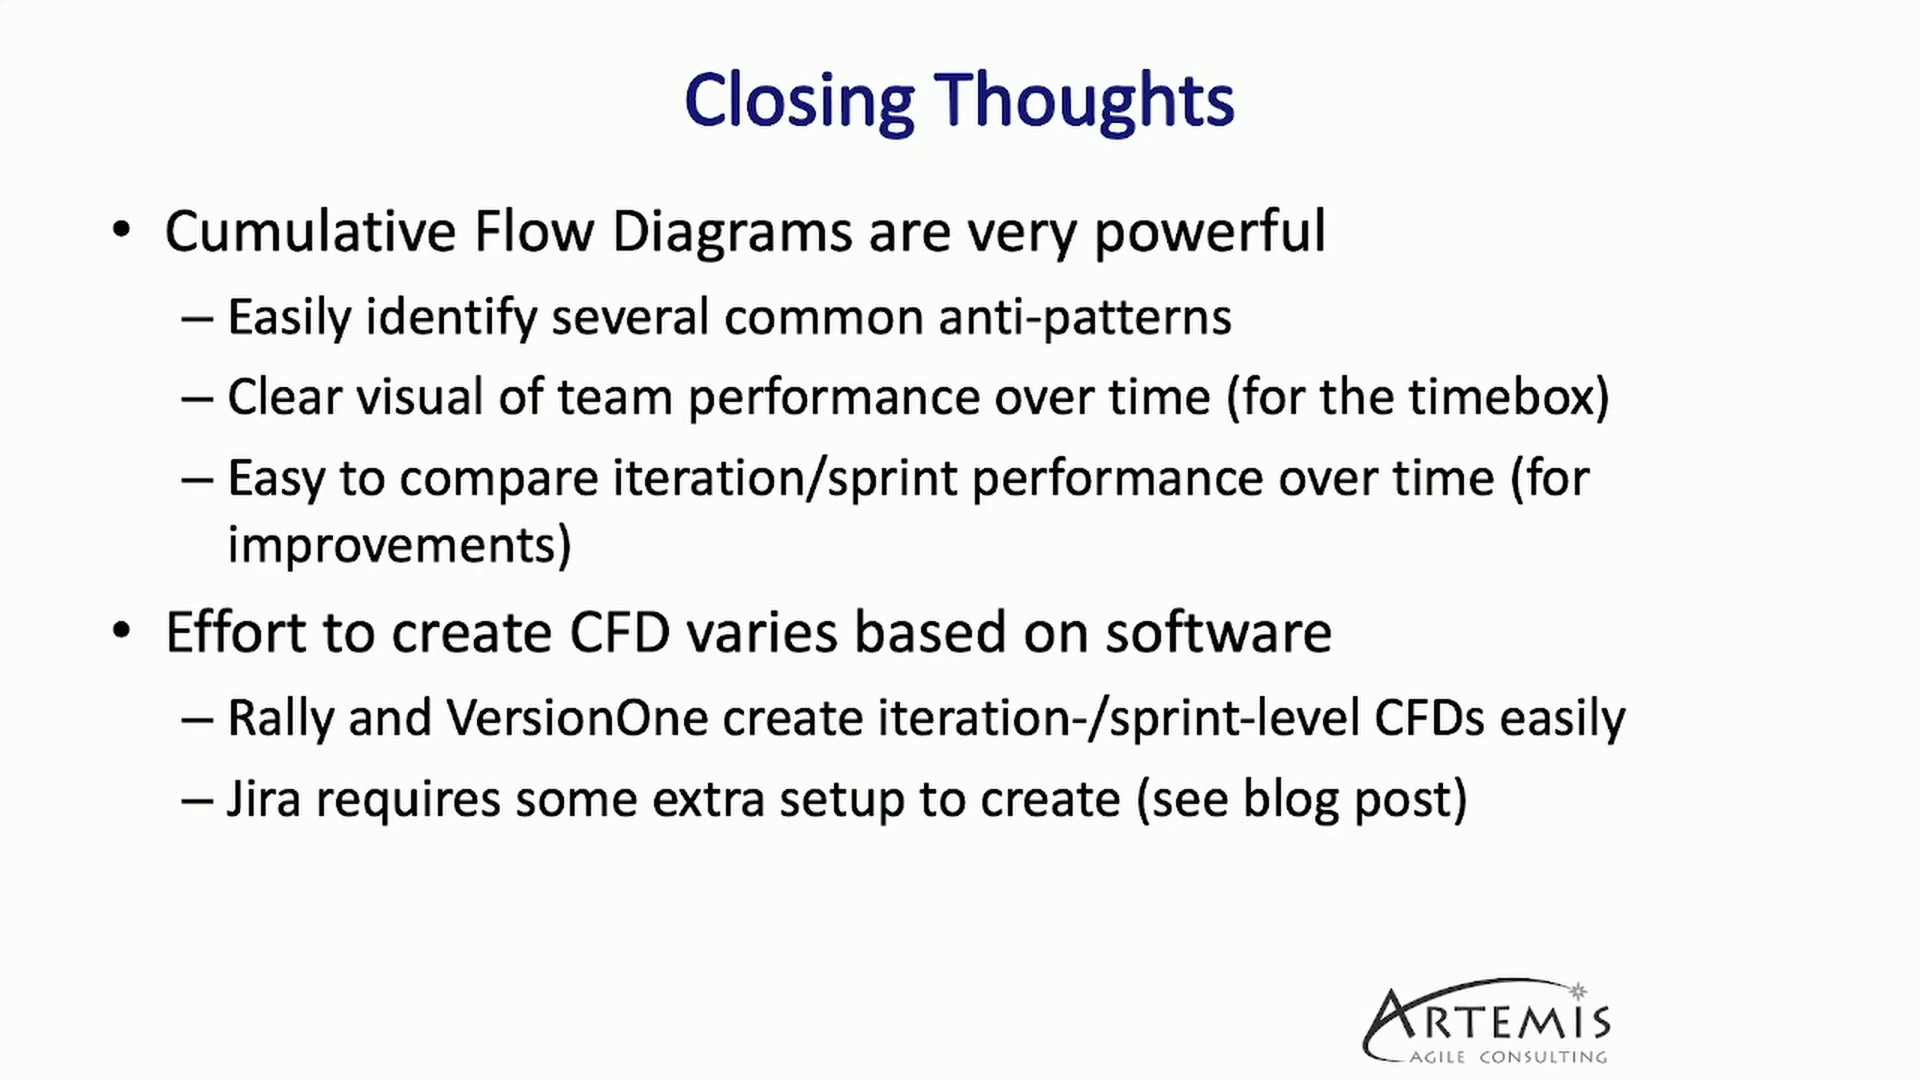 Closing Thoughts
• Cumulative Flow Diagrams are very powerful
– Easily identify several common anti-patterns
– Clear visual of team performance over time (for the timebox)
– Easy to compare iteration/sprint performance over time (for
improvements)
• Effort to create CFD varies based on software
– Rally and VersionOne create iteration-/sprint-level CFDs easily
– Jira requires some extra setup to create (see blog post)
ARTEMIS
AGILE CONSULTING